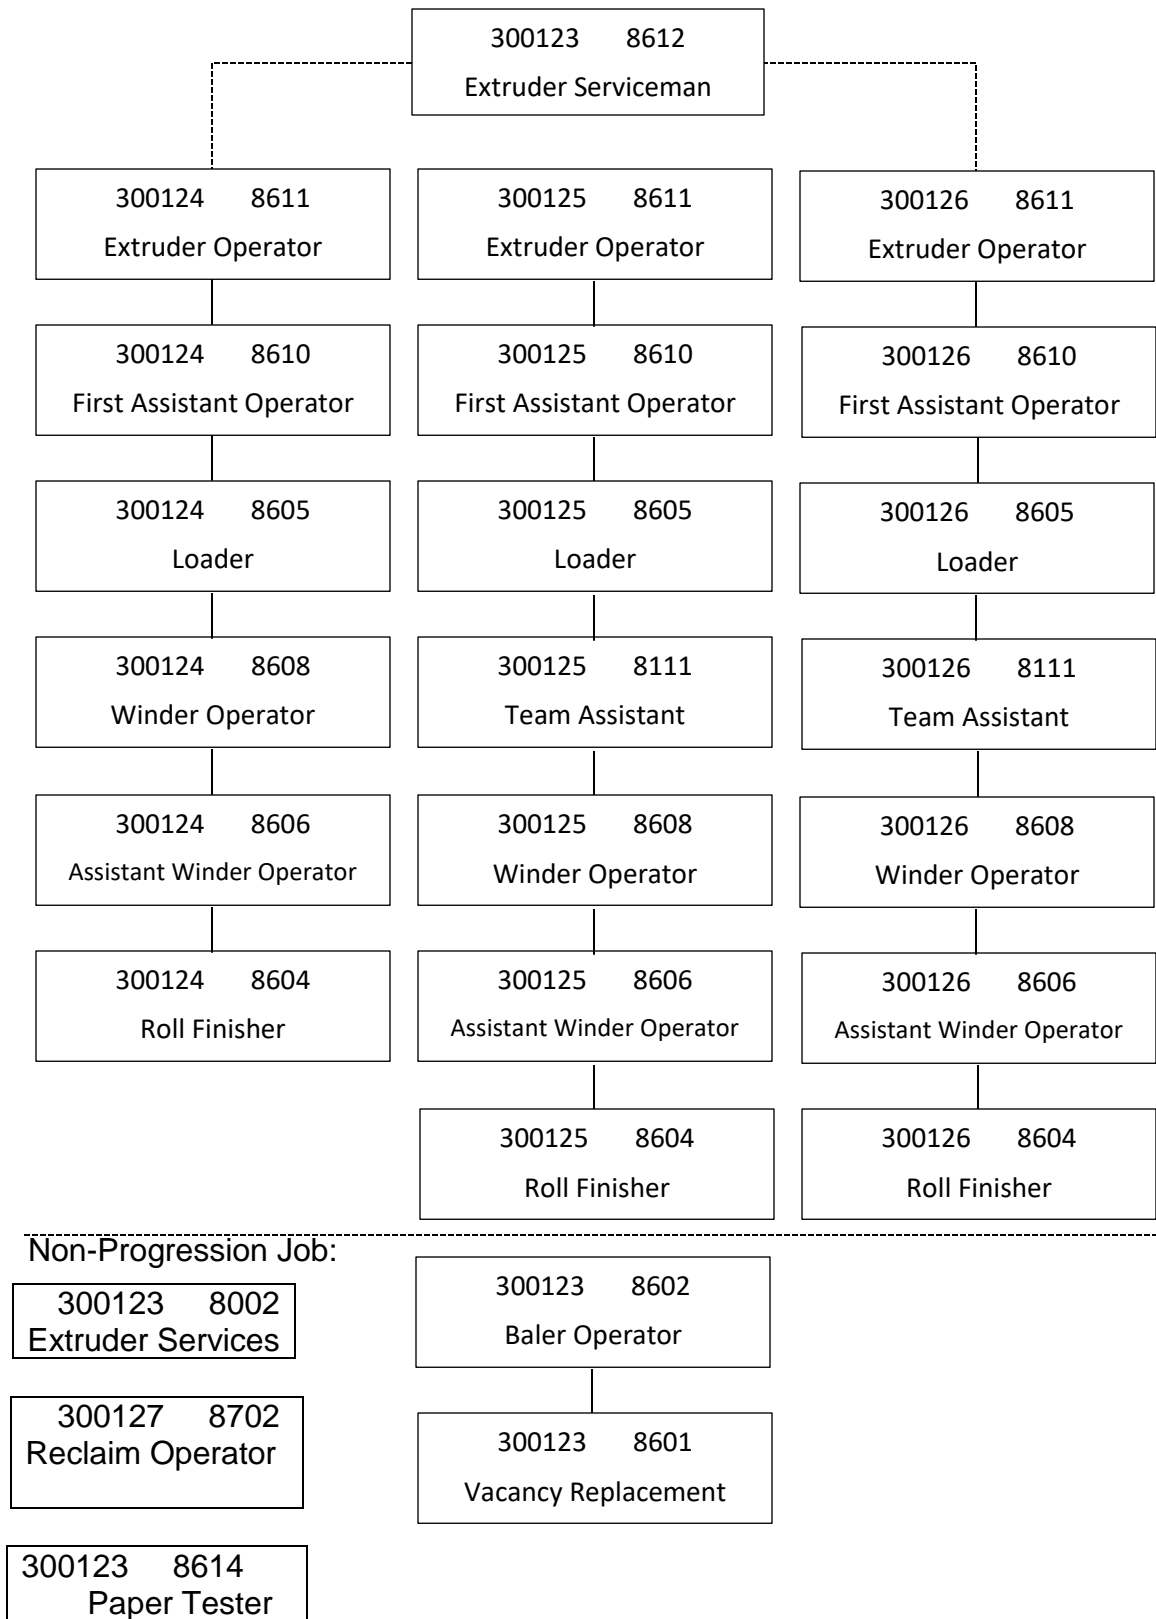 300123 8612
Extruder Serviceman
300124 8611
Extruder Operator
300125 8611
Extruder Operator
300126 8611
Extruder Operator
300124 8610
First Assistant Operator
300125 8610
First Assistant Operator
300126 8610
First Assistant Operator
300124 8605
Loader
300125 8605
Loader
300126 8605
Loader
300124 8608
Winder Operator
300125 8111
Team Assistant
300126 8111
Team Assistant
300124 8606
Assistant Winder Operator
300125 8608
Winder Operator
300126 8608
Winder Operator
300124 8604
Roll Finisher
300125 8606
Assistant Winder Operator
300126 8606
Assistant Winder Operator
300125 8604
Roll Finisher
300126 8604
Roll Finisher
Non-Progression Job:
300123 8002
Extruder Services
300123 8602
Baler Operator
300127 8702
Reclaim Operator
300123 8601
Vacancy Replacement
300123 8614
Paper Tester